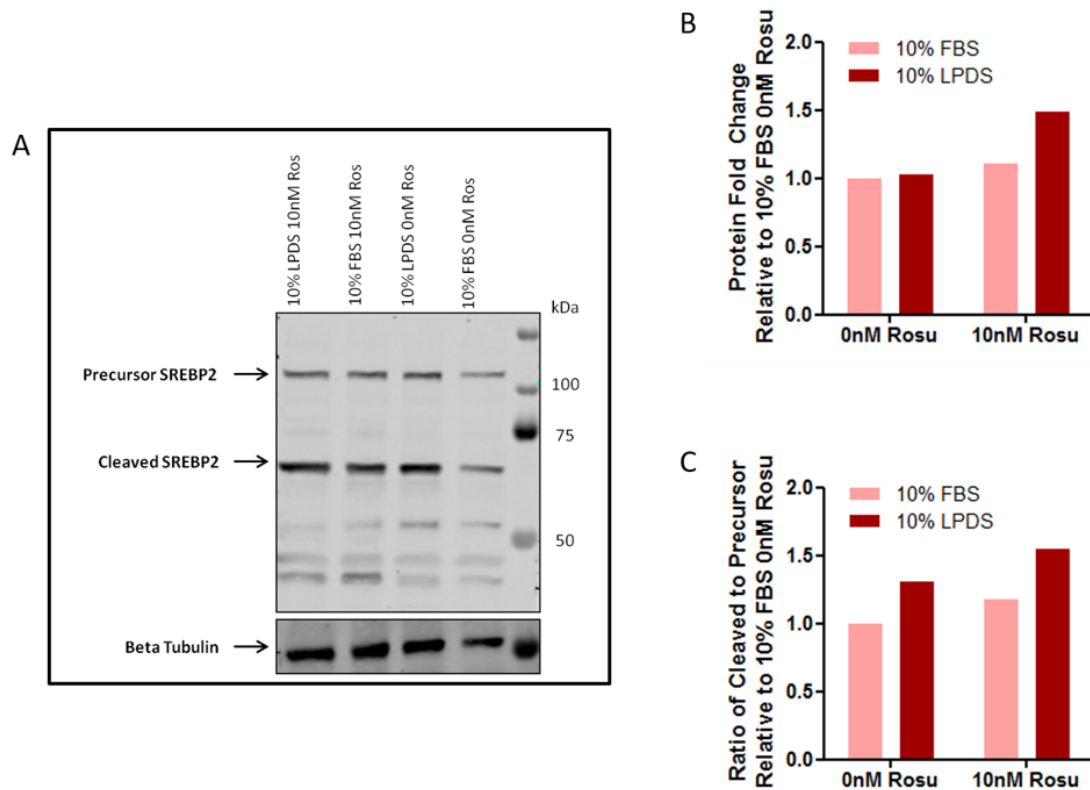 A
10% LPDS 10nM Ros
10% FBS 10nM Ros
10% LPDS 0nM Ros
10% FBS 0nM Ros
kDa
Precursor SREBP2
100
75
Cleaved SREBP2
50
Beta Tubulin
B
Protein Fold Change
Relative to 10% FBS 0nM Rosu
2.0
1.5
1.0
0.5
0.0
10% FBS
10% LPDS
0nM Rosu
10nM Rosu
C
Ratio of Cleaved to Precursor
Relative to 10% FBS 0nM Rosu
2.0
1.5
1.0
0.5
0.0
10% FBS
10% LPDS
0nM Rosu
10nM Rosu